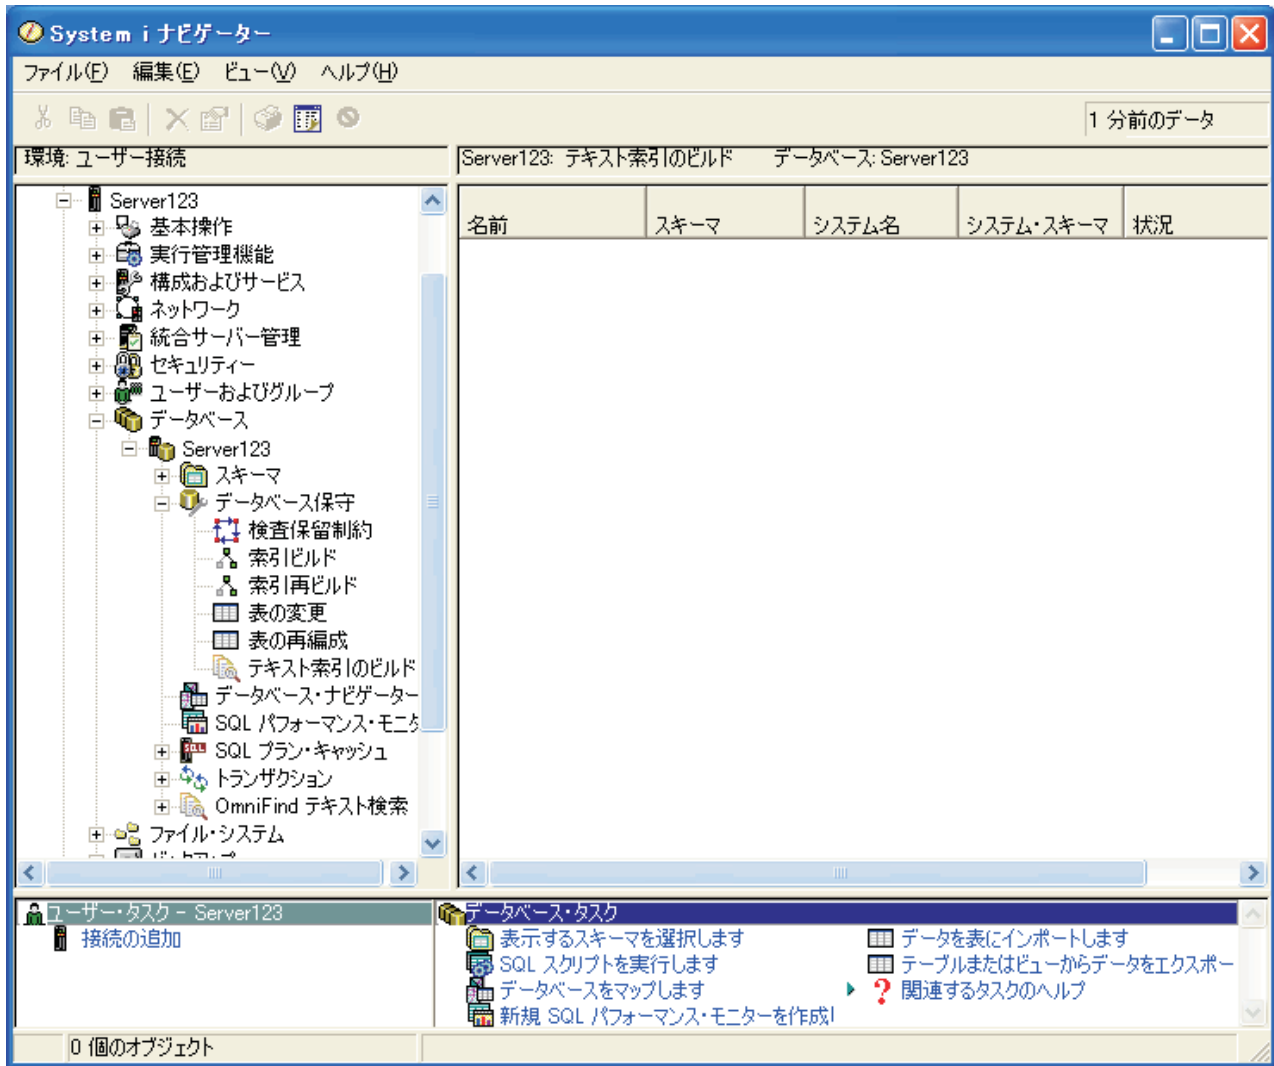 System i ナビゲーター
ファイル(F) 編集(E) ビュー(V) ヘルプ(H)
1 分前のデータ
環境: ユーザー接続
Server123: テキスト索引のビルド データベース: Server123
Server123
基本操作
実行管理機能
構成およびサービス
ネットワーク
統合サーバー管理
セキュリティー
ユーザーおよびグループ
データベース
Server123
スキーマ
データベース保守
検査保留制約
索引ビルド
索引再ビルド
表の変更
表の再編成
テキスト索引のビルド
データベース・ナビゲーター
SQL パフォーマンス・モニタ
SQL プラン・キャッシュ
トランザクション
OmniFind テキスト検索
ファイル・システム
名前 スキーマ システム名 システム・スキーマ 状況
ユーザー・タスク - Server123
接続の追加
データベース・タスク
表示するスキーマを選択します
SQL スクリプトを実行します
データベースをマップします
新規 SQL パフォーマンス・モニターを作成し
データを表にインポートします
テーブルまたはビューからデータをエクスポー
関連するタスクのヘルプ
0 個のオブジェクト